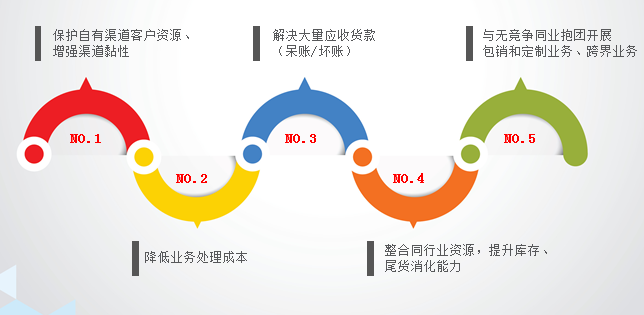 保护自有渠道客户资源、
增强渠道黏性
解决大量应收货款
（呆账/坏账）
与无竞争同业抱团开展
包销和定制业务、跨界业务
NO.1
NO.2
NO.3
NO.4
NO.5
降低业务处理成本
整合同行业资源，提升库存、
尾货消化能力